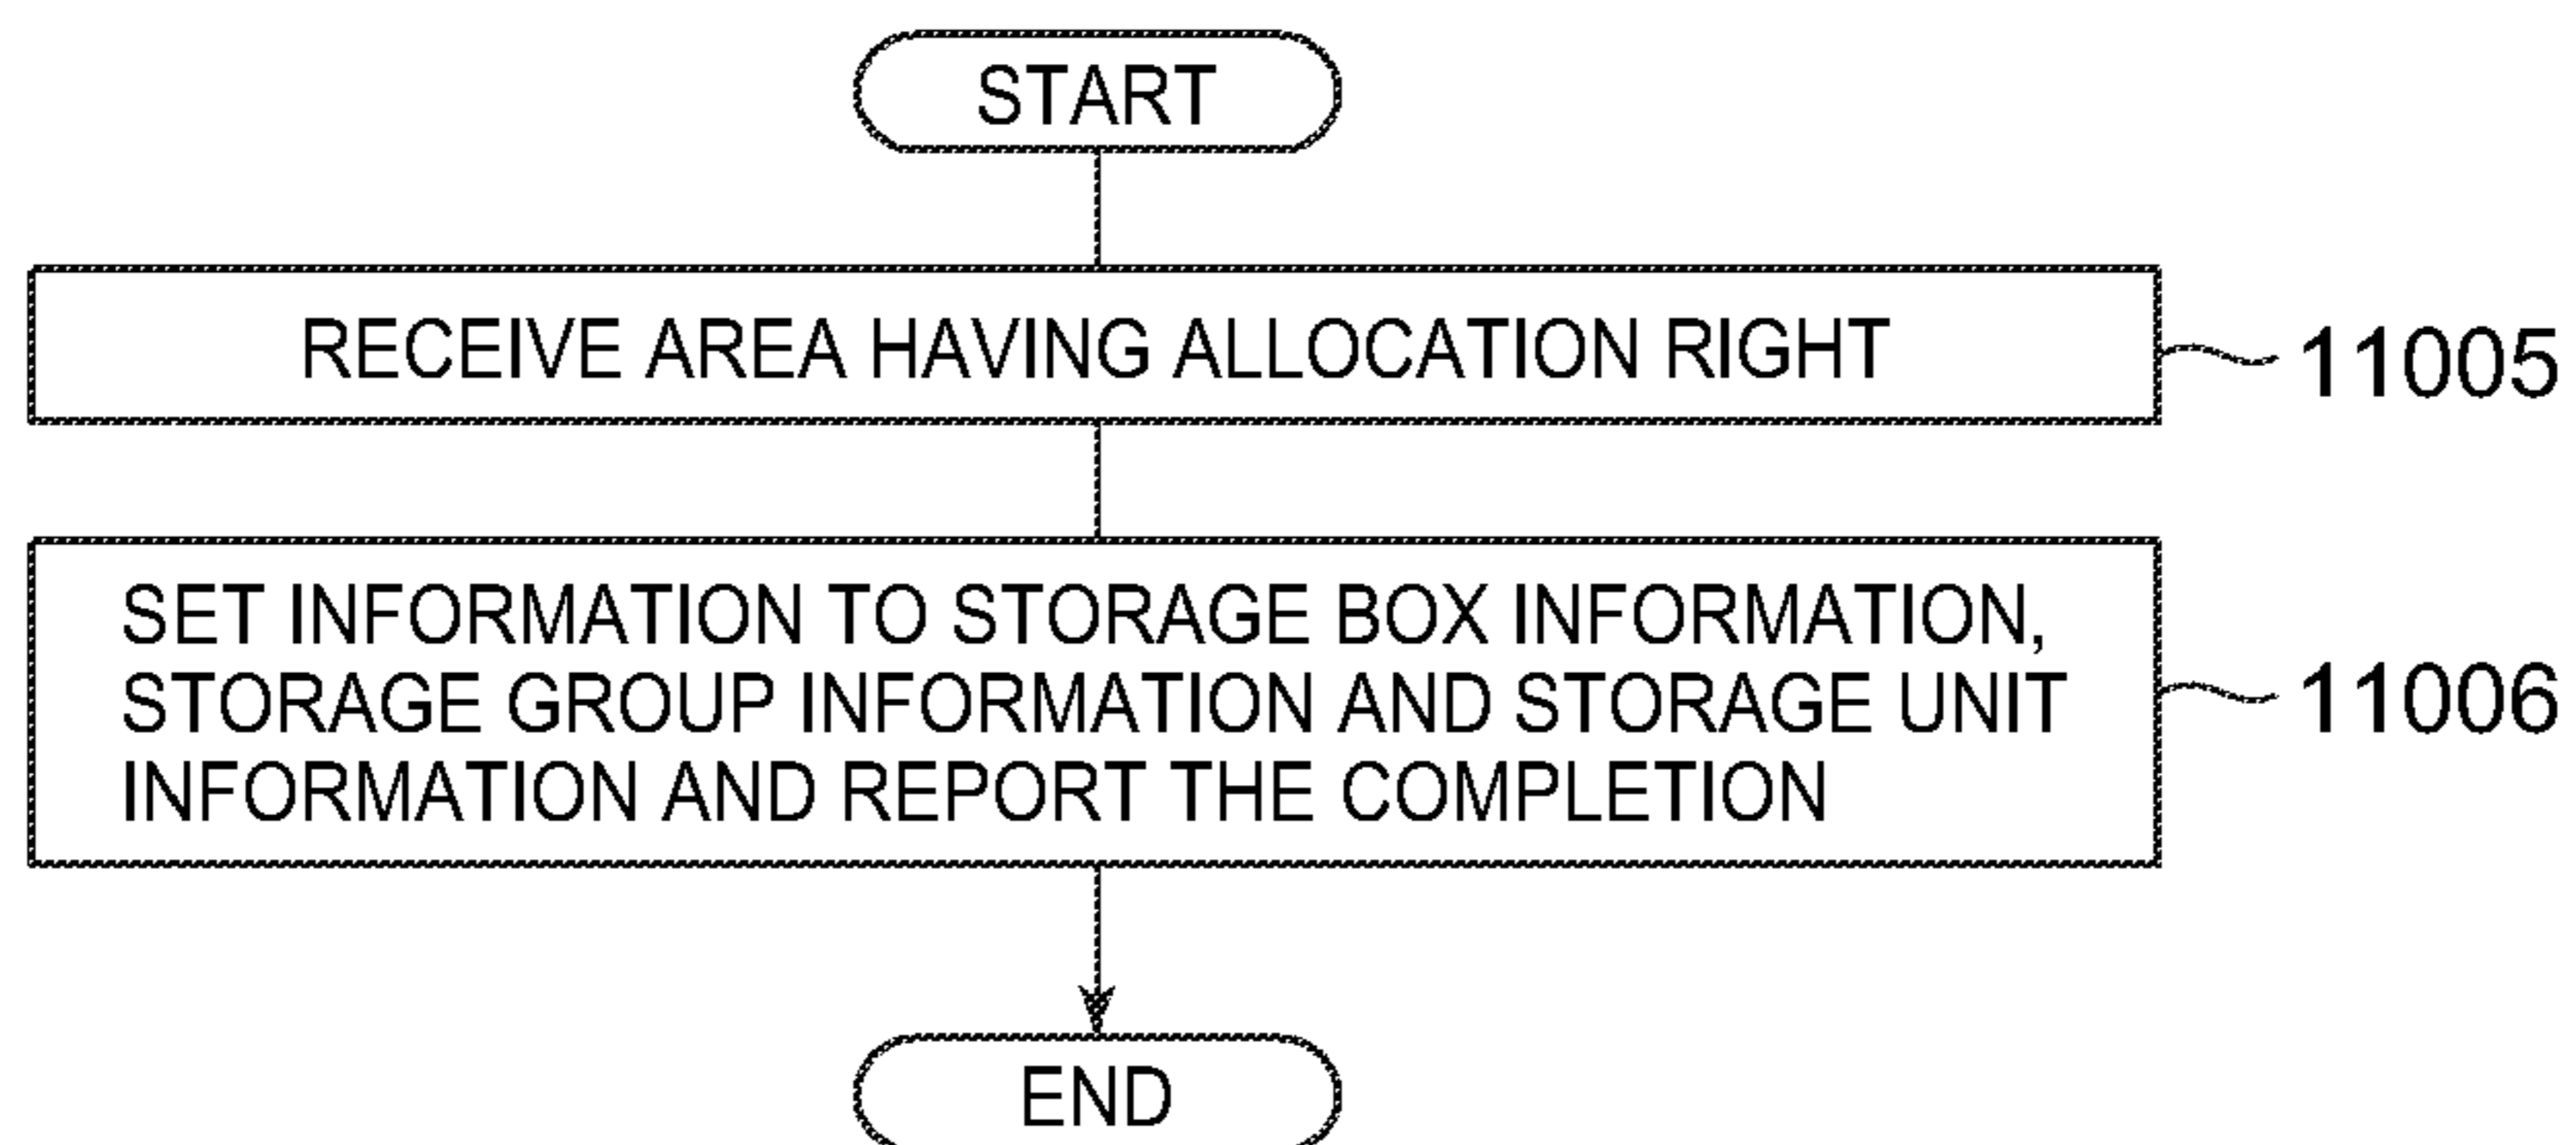 START
RECEIVE AREA HAVING ALLOCATION RIGHT
11005
SET INFORMATION TO STORAGE BOX INFORMATION,
STORAGE GROUP INFORMATION AND STORAGE UNIT
INFORMATION AND REPORT THE COMPLETION
11006
END